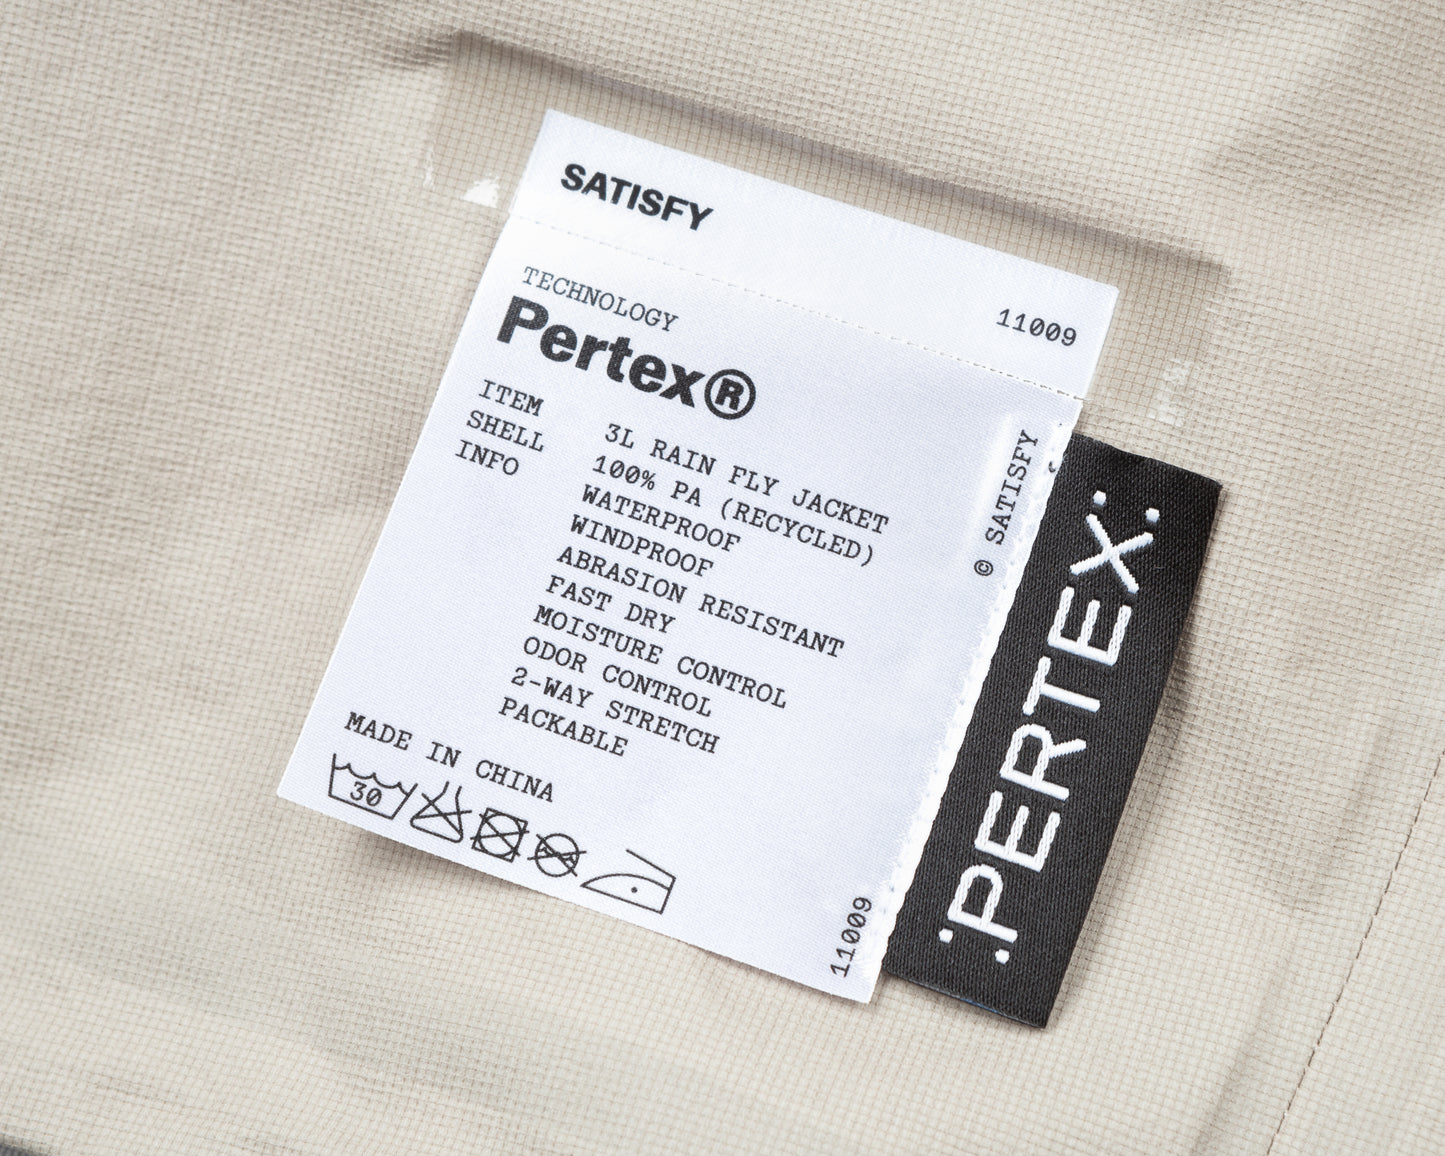 SATISFY
11009
TECHNOLOGY
Pertex®
ITEM 3L RAIN FLY JACKET
SHELL 100% PA (RECYCLED)
INFO WATERPROOF
WINDPROOF
ABRASION RESISTANT
FAST DRY
MOISTURE CONTROL
ODOR CONTROL
2-WAY STRETCH
PACKABLE
MADE IN CHINA
30
© SATISFY
11009
:PERTEX: